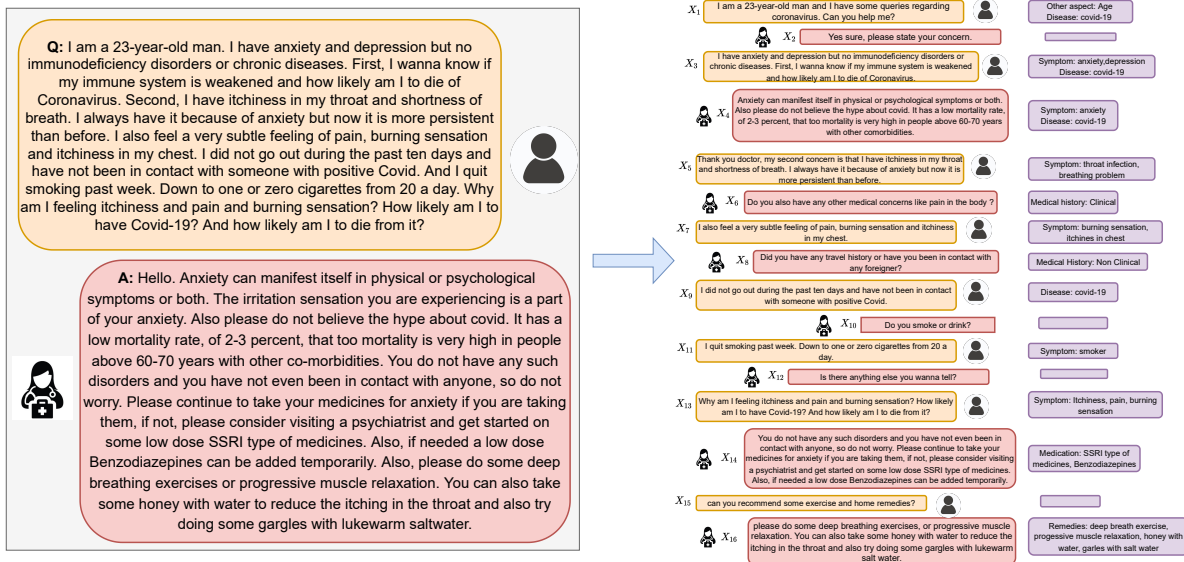 Q: I am a 23-year-old man. I have anxiety and depression but no
immunodeficiency disorders or chronic diseases. First, I wanna know if
my immune system is weakened and how likely am I to die of
Coronavirus. Second, I have itchiness in my throat and shortness of
breath. I always have it because of anxiety but now it is more persistent
than before. I also feel a very subtle feeling of pain, burning sensation
and itchiness in my chest. I did not go out during the past ten days and
have not been in contact with someone with positive Covid. And I quit
smoking past week. Down to one or zero cigarettes from 20 a day. Why
am I feeling itchiness and pain and burning sensation? How likely am I to
have Covid-19? And how likely am I to die from it?
A: Hello. Anxiety can manifest itself in physical or psychological
symptoms or both. The irritation sensation you are experiencing is a part
of your anxiety. Also please do not believe the hype about covid. It has a
low mortality rate, of 2-3 percent, that too mortality is very high in people
above 60-70 years with other co-morbidities. You do not have any such
disorders and you have not even been in contact with anyone, so do not
worry. Please continue to take your medicines for anxiety if you are taking
them, if not, please consider visiting a psychiatrist and get started on
some low dose SSRI type of medicines. Also, if needed a low dose
Benzodiazepines can be added temporarily. Also, please do some deep
breathing exercises or progressive muscle relaxation. You can also take
some honey with water to reduce the itching in the throat and also try
doing some gargles with lukewarm saltwater.
X1
I am a 23-year-old man and I have some queries regarding
coronavirus. Can you help me?
Other aspect: Age
Disease: covid-19
X2
Yes sure, please state your concern.
X3
I have anxiety and depression but no immunodeficiency disorders or
chronic diseases. First, I wanna know if my immune system is weakened
and how likely am I to die of Coronavirus.
Symptom: anxiety,depression
Disease: covid-19
X4
Anxiety can manifest itself in physical or psychological symptoms or both.
Also please do not believe the hype about covid. It has a low mortality rate,
of 2-3 percent, that too mortality is very high in people above 60-70 years
with other comorbidities.
Symptom: anxiety
Disease: covid-19
X5
Thank you doctor, my second concern is that I have itchiness in my throat
and shortness of breath. I always have it because of anxiety but now it is
more persistent than before.
Symptom: throat infection,
breathing problem
X6
Do you also have any other medical concerns like pain in the body ?
Medical history: Clinical
X7
I also feel a very subtle feeling of pain, burning sensation and itchiness
in my chest.
Symptom: burning sensation,
itchines in chest
X8
Did you have any travel history or have you been in contact with
any foreigner?
Medical History: Non Clinical
X9
I did not go out during the past ten days and have not been in contact
with someone with positive Covid.
Disease: covid-19
X10
Do you smoke or drink?
X11
I quit smoking past week. Down to one or zero cigarettes from 20 a
day.
Symptom: smoker
X12
Is there anything else you wanna tell?
X13
Why am I feeling itchiness and pain and burning sensation? How likely
am I to have Covid-19? And how likely am I to die from it?
Symptom: Itchiness, pain, burning
sensation
X14
You do not have any such disorders and you have not even been in
contact with anyone, so do not worry. Please continue to take your
medicines for anxiety if you are taking them, if not, please consider visiting
a psychiatrist and get started on some low dose SSRI type of medicines.
Also, if needed a low dose Benzodiazepines can be added temporarily.
Medication: SSRI type of
medicines, Benzodiazepines
X15
can you recommend some exercise and home remedies?
X16
please do some deep breathing exercises, or progressive muscle
relaxation. You can also take some honey with water to reduce the
itching in the throat and also try doing some gargles with lukewarm
salt water.
Remedies: deep breath exercise,
progessive muscle relaxation, honey with
water, garles with salt water